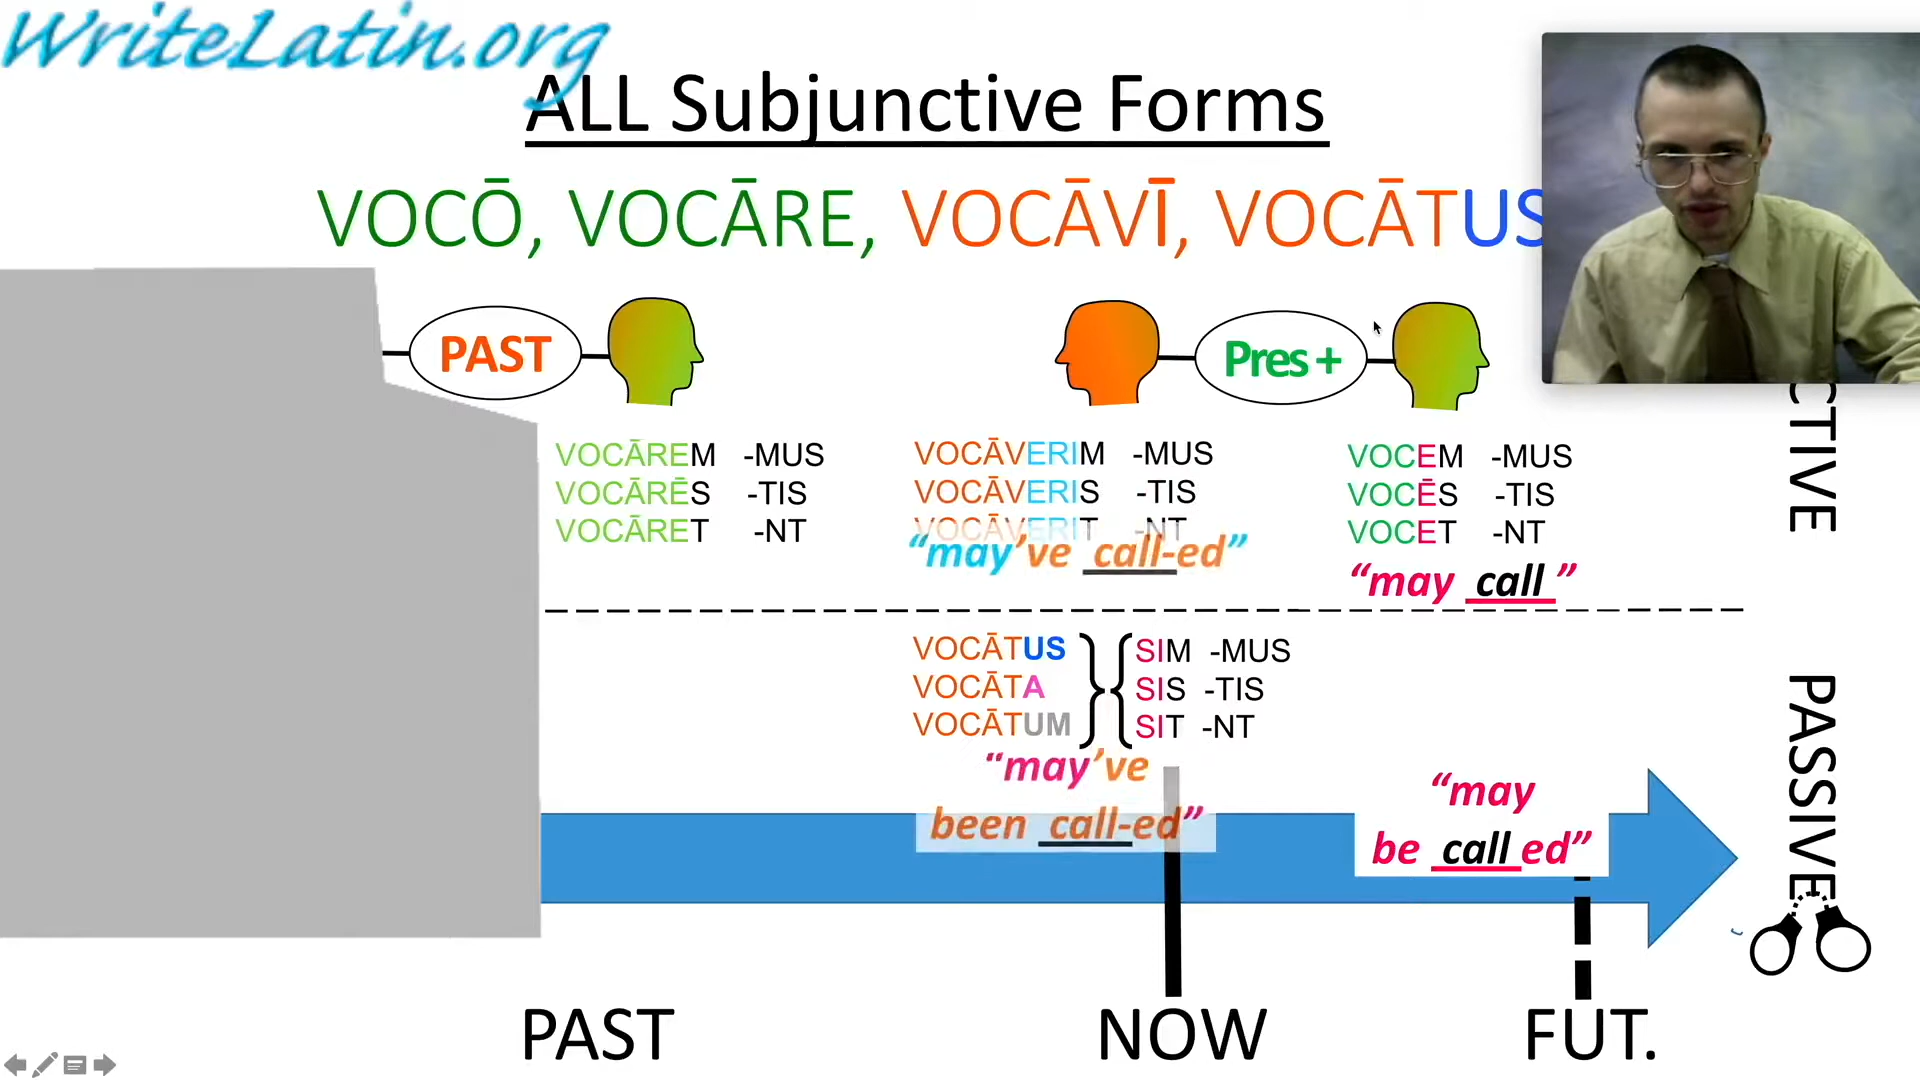 WriteLatin.org
ALL Subjunctive Forms
VOCŌ, VOCĀRE, VOCĀVĪ, VOCĀTUS
PAST
Pres +
VOCĀREM -MUS
VOCĀRĒS -TIS
VOCĀRET -NT
VOCĀVERIM -MUS
VOCĀVERIS -TIS
VOCĀVERIT -NT
“may’ve call-ed”
VOCEM -MUS
VOCĒS -TIS
VOCET -NT
“may call”
CTIVE
VOCĀTUS
VOCĀTA
VOCĀTUM
SIM -MUS
SIS -TIS
SIT -NT
“may’ve
been call-ed”
“may
be call ed”
PASSIVE
PAST
NOW
FUT.